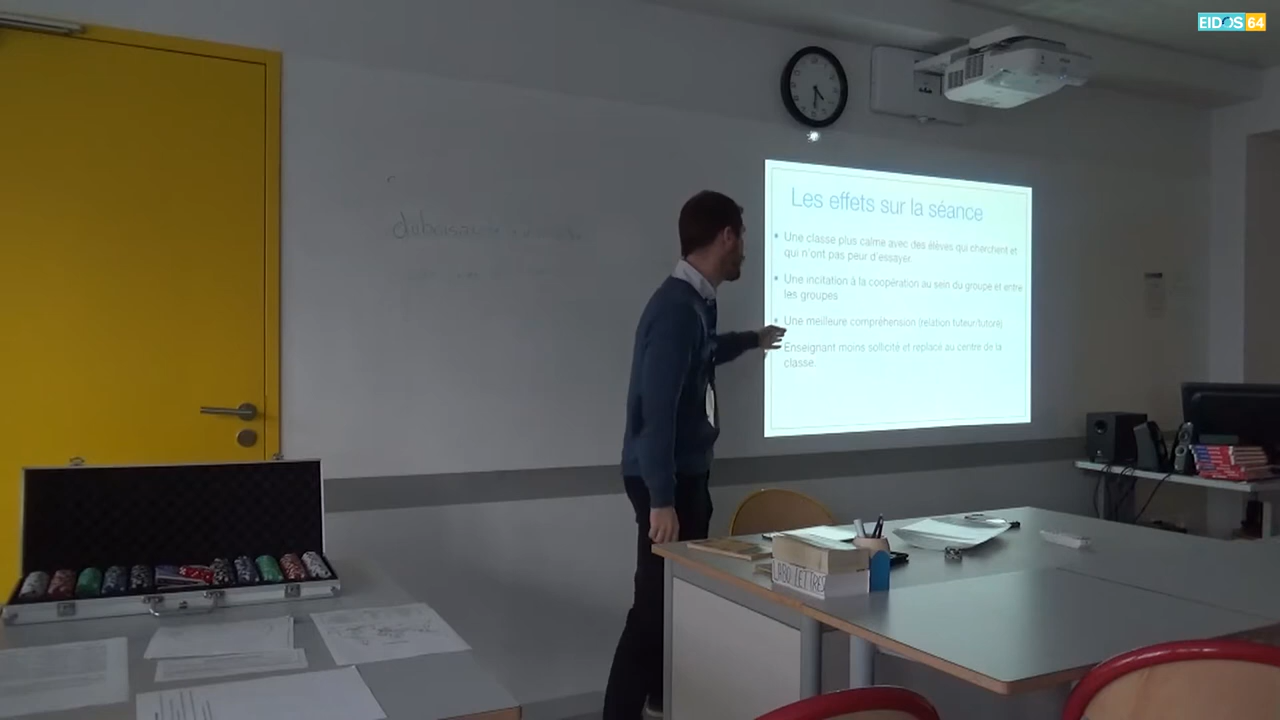 EIDOS 64
Les effets sur la séance
• Une classe plus calme avec des élèves qui cherchent et
qui n'ont pas peur d'essayer.
• Une incitation à la coopération au sein du groupe et entre
les groupes
• Une meilleure compréhension (relation tuteur-tutoré)
Enseignant moins sollicité et replacé au centre de la
classe.
LABO LETTRES